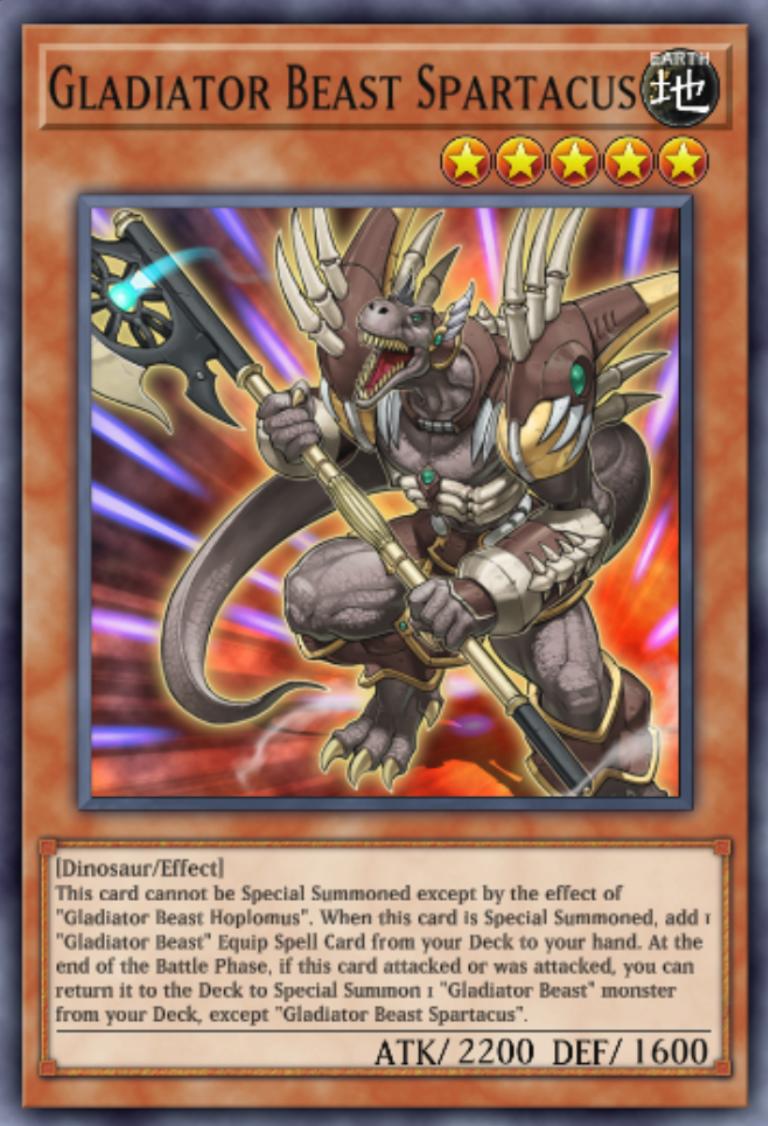 GLADIATOR BEAST SPARTACUS
EARTH
地
[Dinosaur/Effect]
This card cannot be Special Summoned except by the effect of
"Gladiator Beast Hoplomus". When this card is Special Summoned, add 1
"Gladiator Beast" Equip Spell Card from your Deck to your hand. At the
end of the Battle Phase, if this card attacked or was attacked, you can
return it to the Deck to Special Summon 1 "Gladiator Beast" monster
from your Deck, except "Gladiator Beast Spartacus".
ATK/ 2200 DEF/ 1600